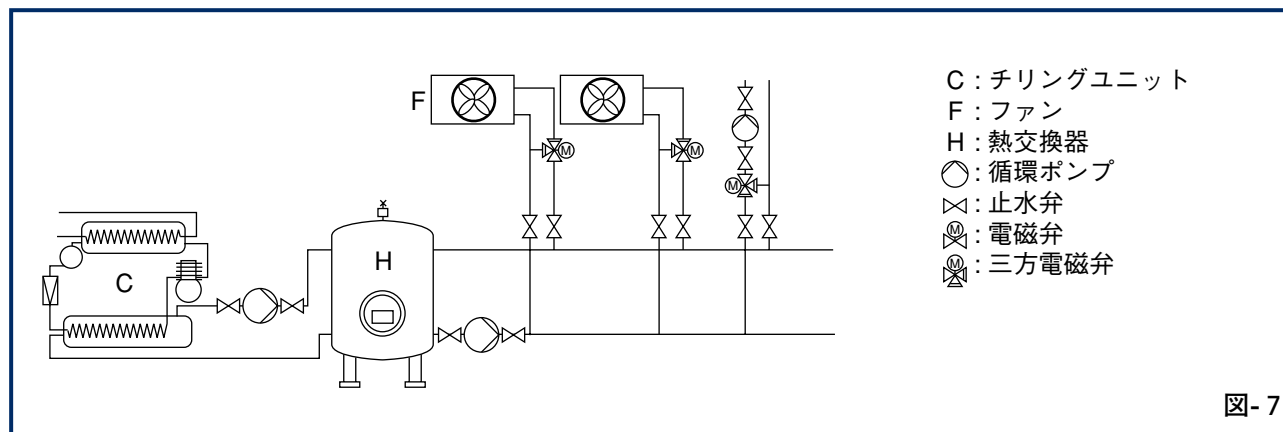 F
M
M
M
C
H
C : チリングユニット
F : ファン
H : 熱交換器
: 循環ポンプ
: 止水弁
M : 電磁弁
M : 三方電磁弁
図-7